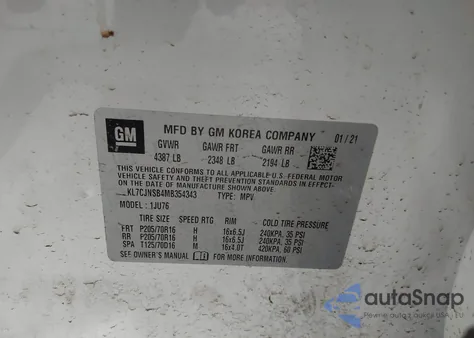 GM
MFD BY GM KOREA COMPANY 01/21
GVWR GAWR FRT GAWR RR
4387 LB 2348 LB 2194 LB
THIS VEHICLE CONFORMS TO ALL APPLICABLE U.S. FEDERAL MOTOR
VEHICLE SAFETY, BUMPER, AND THEFT PREVENTION STANDARDS IN
EFFECT ON THE DATE OF MANUFACTURE SHOWN ABOVE.
KL7CJNSB4MB354343 TYPE: MPV
MODEL: 1JU76
TIRE SIZE SPEED RTG RIM COLD TIRE PRESSURE
FRT P205/70R16 H 16x6.5J 240KPA, 35 PSI
RR P205/70R16 H 16x6.5J 240KPA, 35 PSI
SPA T125/70D16 M 16x4.0T 420KPA, 60 PSI
SEE OWNER'S MANUAL FOR MORE INFORMATION.
autoSnap